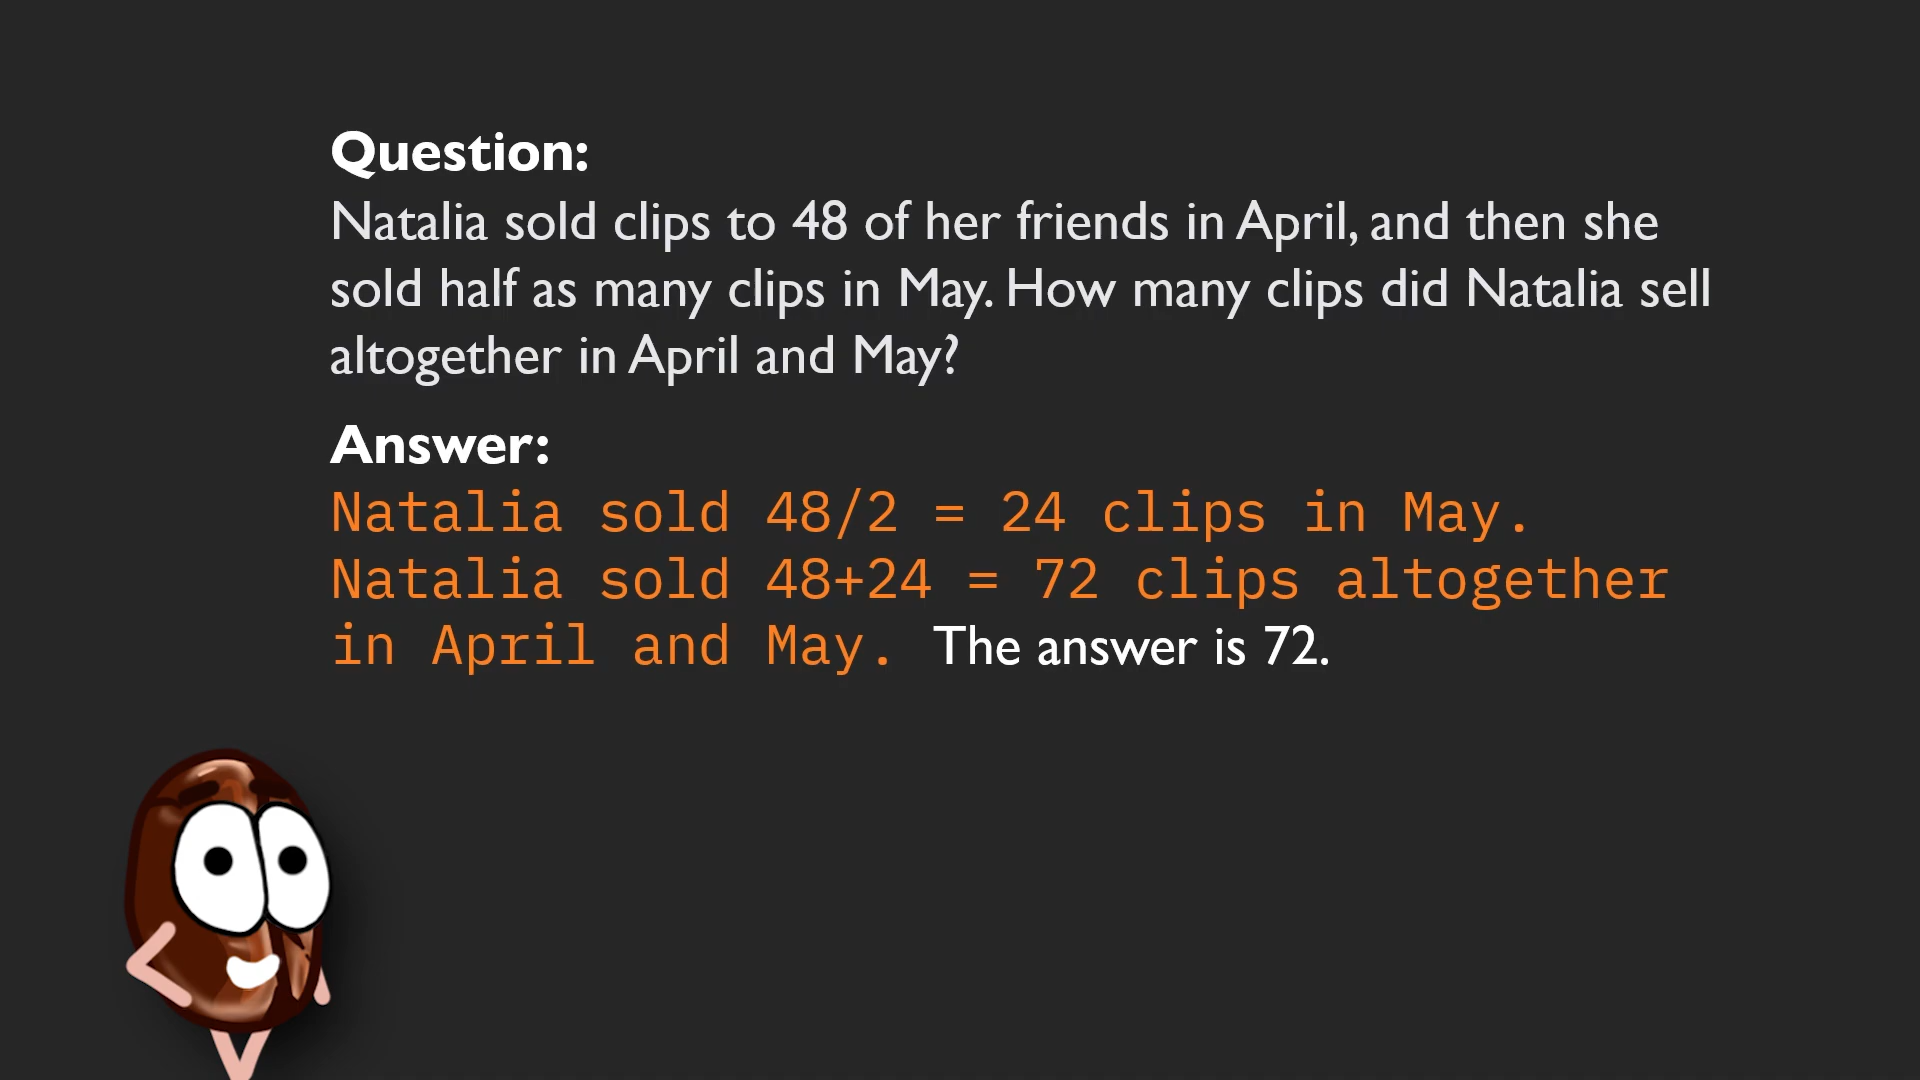 Question:
Natalia sold clips to 48 of her friends in April, and then she
sold half as many clips in May. How many clips did Natalia sell
altogether in April and May?
Answer:
Natalia sold 48/2 = 24 clips in May.
Natalia sold 48+24 = 72 clips altogether
in April and May. The answer is 72.